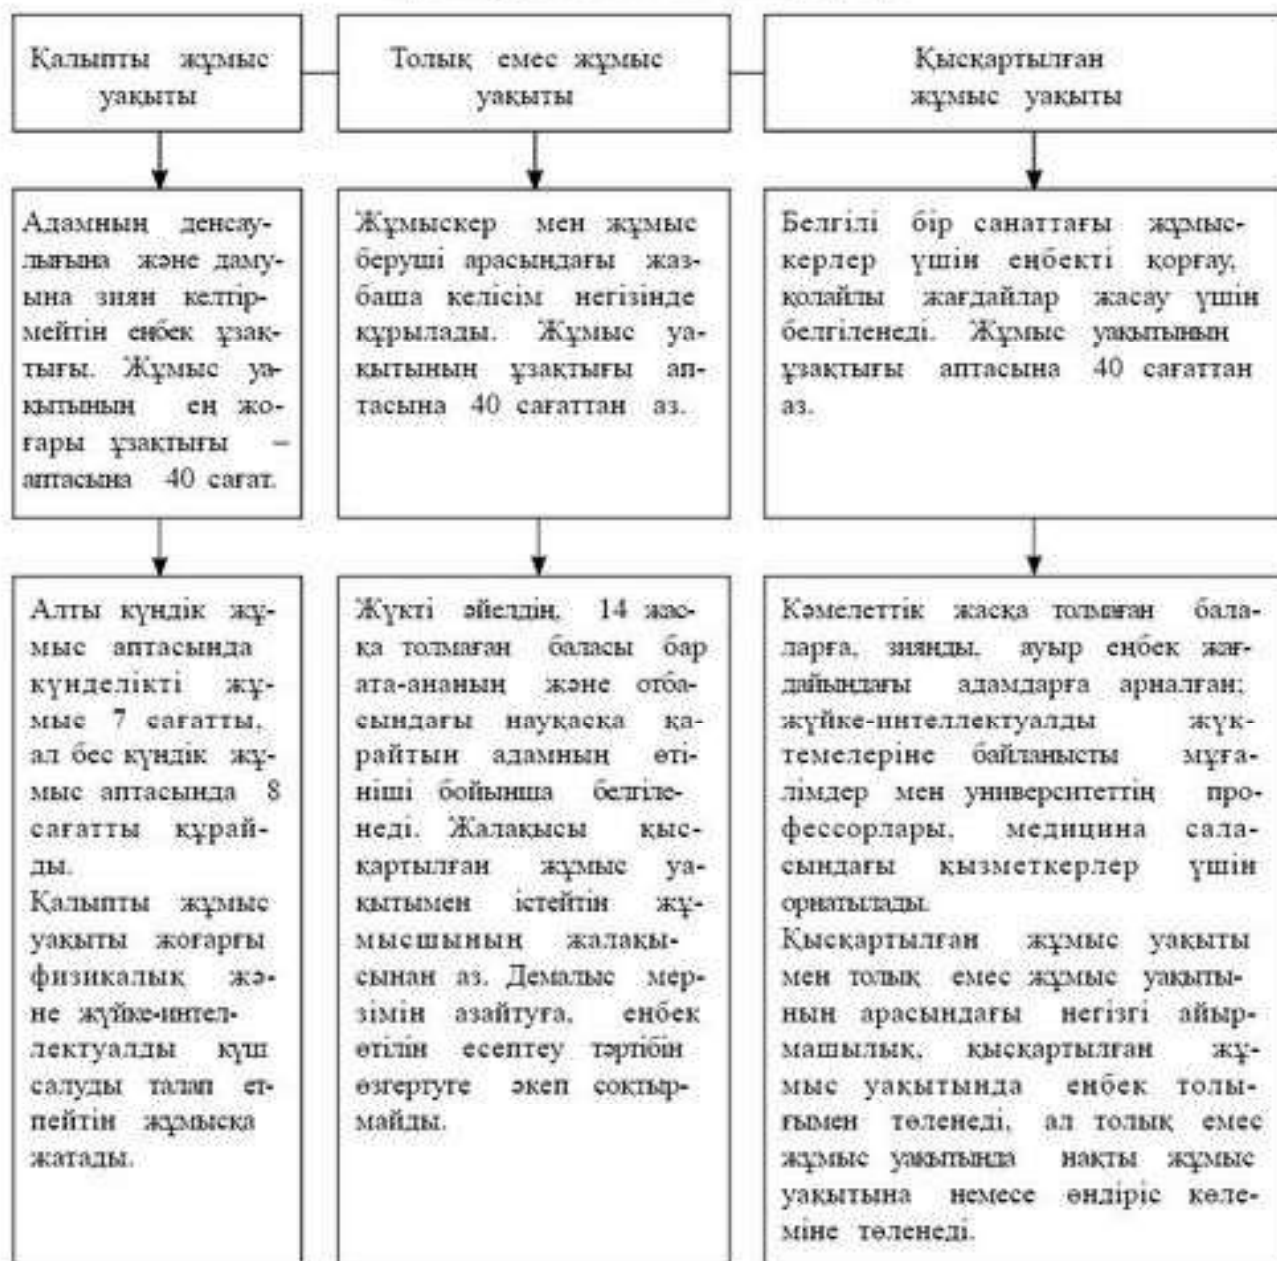 Қалыпты жұмыс
уақыты
Толық емес жұмыс
уақыты
Қысқартылған
жұмыс уақыты
Адамның денсау-
лығына және даму-
ына зиян келтір-
мейтін еңбек ұзақ-
тығы. Жұмыс уа-
қытының ең жо-
ғары ұзақтығы –
аптасына 40 сағат.
Жұмыскер мен жұмыс
беруші арасындағы жаз-
баша келісім негізінде
құрылады. Жұмыс уа-
қытының ұзақтығы ап-
тасына 40 сағаттан аз.
Белгілі бір санаттағы жұмыс-
керлер үшін еңбекті қорғау,
қолайлы жағдайлар жасау үшін
белгіленеді. Жұмыс уақытының
ұзақтығы аптасына 40 сағаттан
аз.
Алты күндік жұ-
мыс аптасында
күнделікті жұ-
мыс 7 сағатты,
ал бес күндік жұ-
мыс аптасында 8
сағатты құрай-
ды.
Қалыпты жұмыс
уақыты жоғарғы
физикалық жә-
не жүйке-интел-
лектуалды күш
салуды талап ет-
пейтін жұмысқа
жатады.
Жүкті әйелдің, 14 жас-
қа толмаған баласы бар
ата-ананың және отба-
сындағы науқасқа қа-
райтын адамның өті-
ніші бойынша белгіле-
неді. Жалақысы қыс-
қартылған жұмыс уа-
қытымен істейтін жұ-
мысшының жалақы-
сынан аз. Демалыс мер-
зімін азайтуға, еңбек
өтілін есептеу тәртібін
өзгертуге әкеп соқтыр-
майды.
Кәмелеттік жасқа толмаған бала-
ларға, зиянды, ауыр еңбек жағ-
дайындағы адамдарға арналған;
жүйке-интеллектуалды жүк-
темелеріне байланысты мұға-
лімдер мен университеттің про-
фессорлары, медицина сала-
сындағы қызметкерлер үшін
орнатылады.
Қысқартылған жұмыс уақыты
мен толық емес жұмыс уақыты-
ның арасындағы негізгі айыр-
машылық, қысқартылған жұ-
мыс уақытында еңбек толы-
ғымен төленеді, ал толық емес
жұмыс уақытында нақты жұмыс
уақытына немесе өндіріс көле-
міне төленеді.